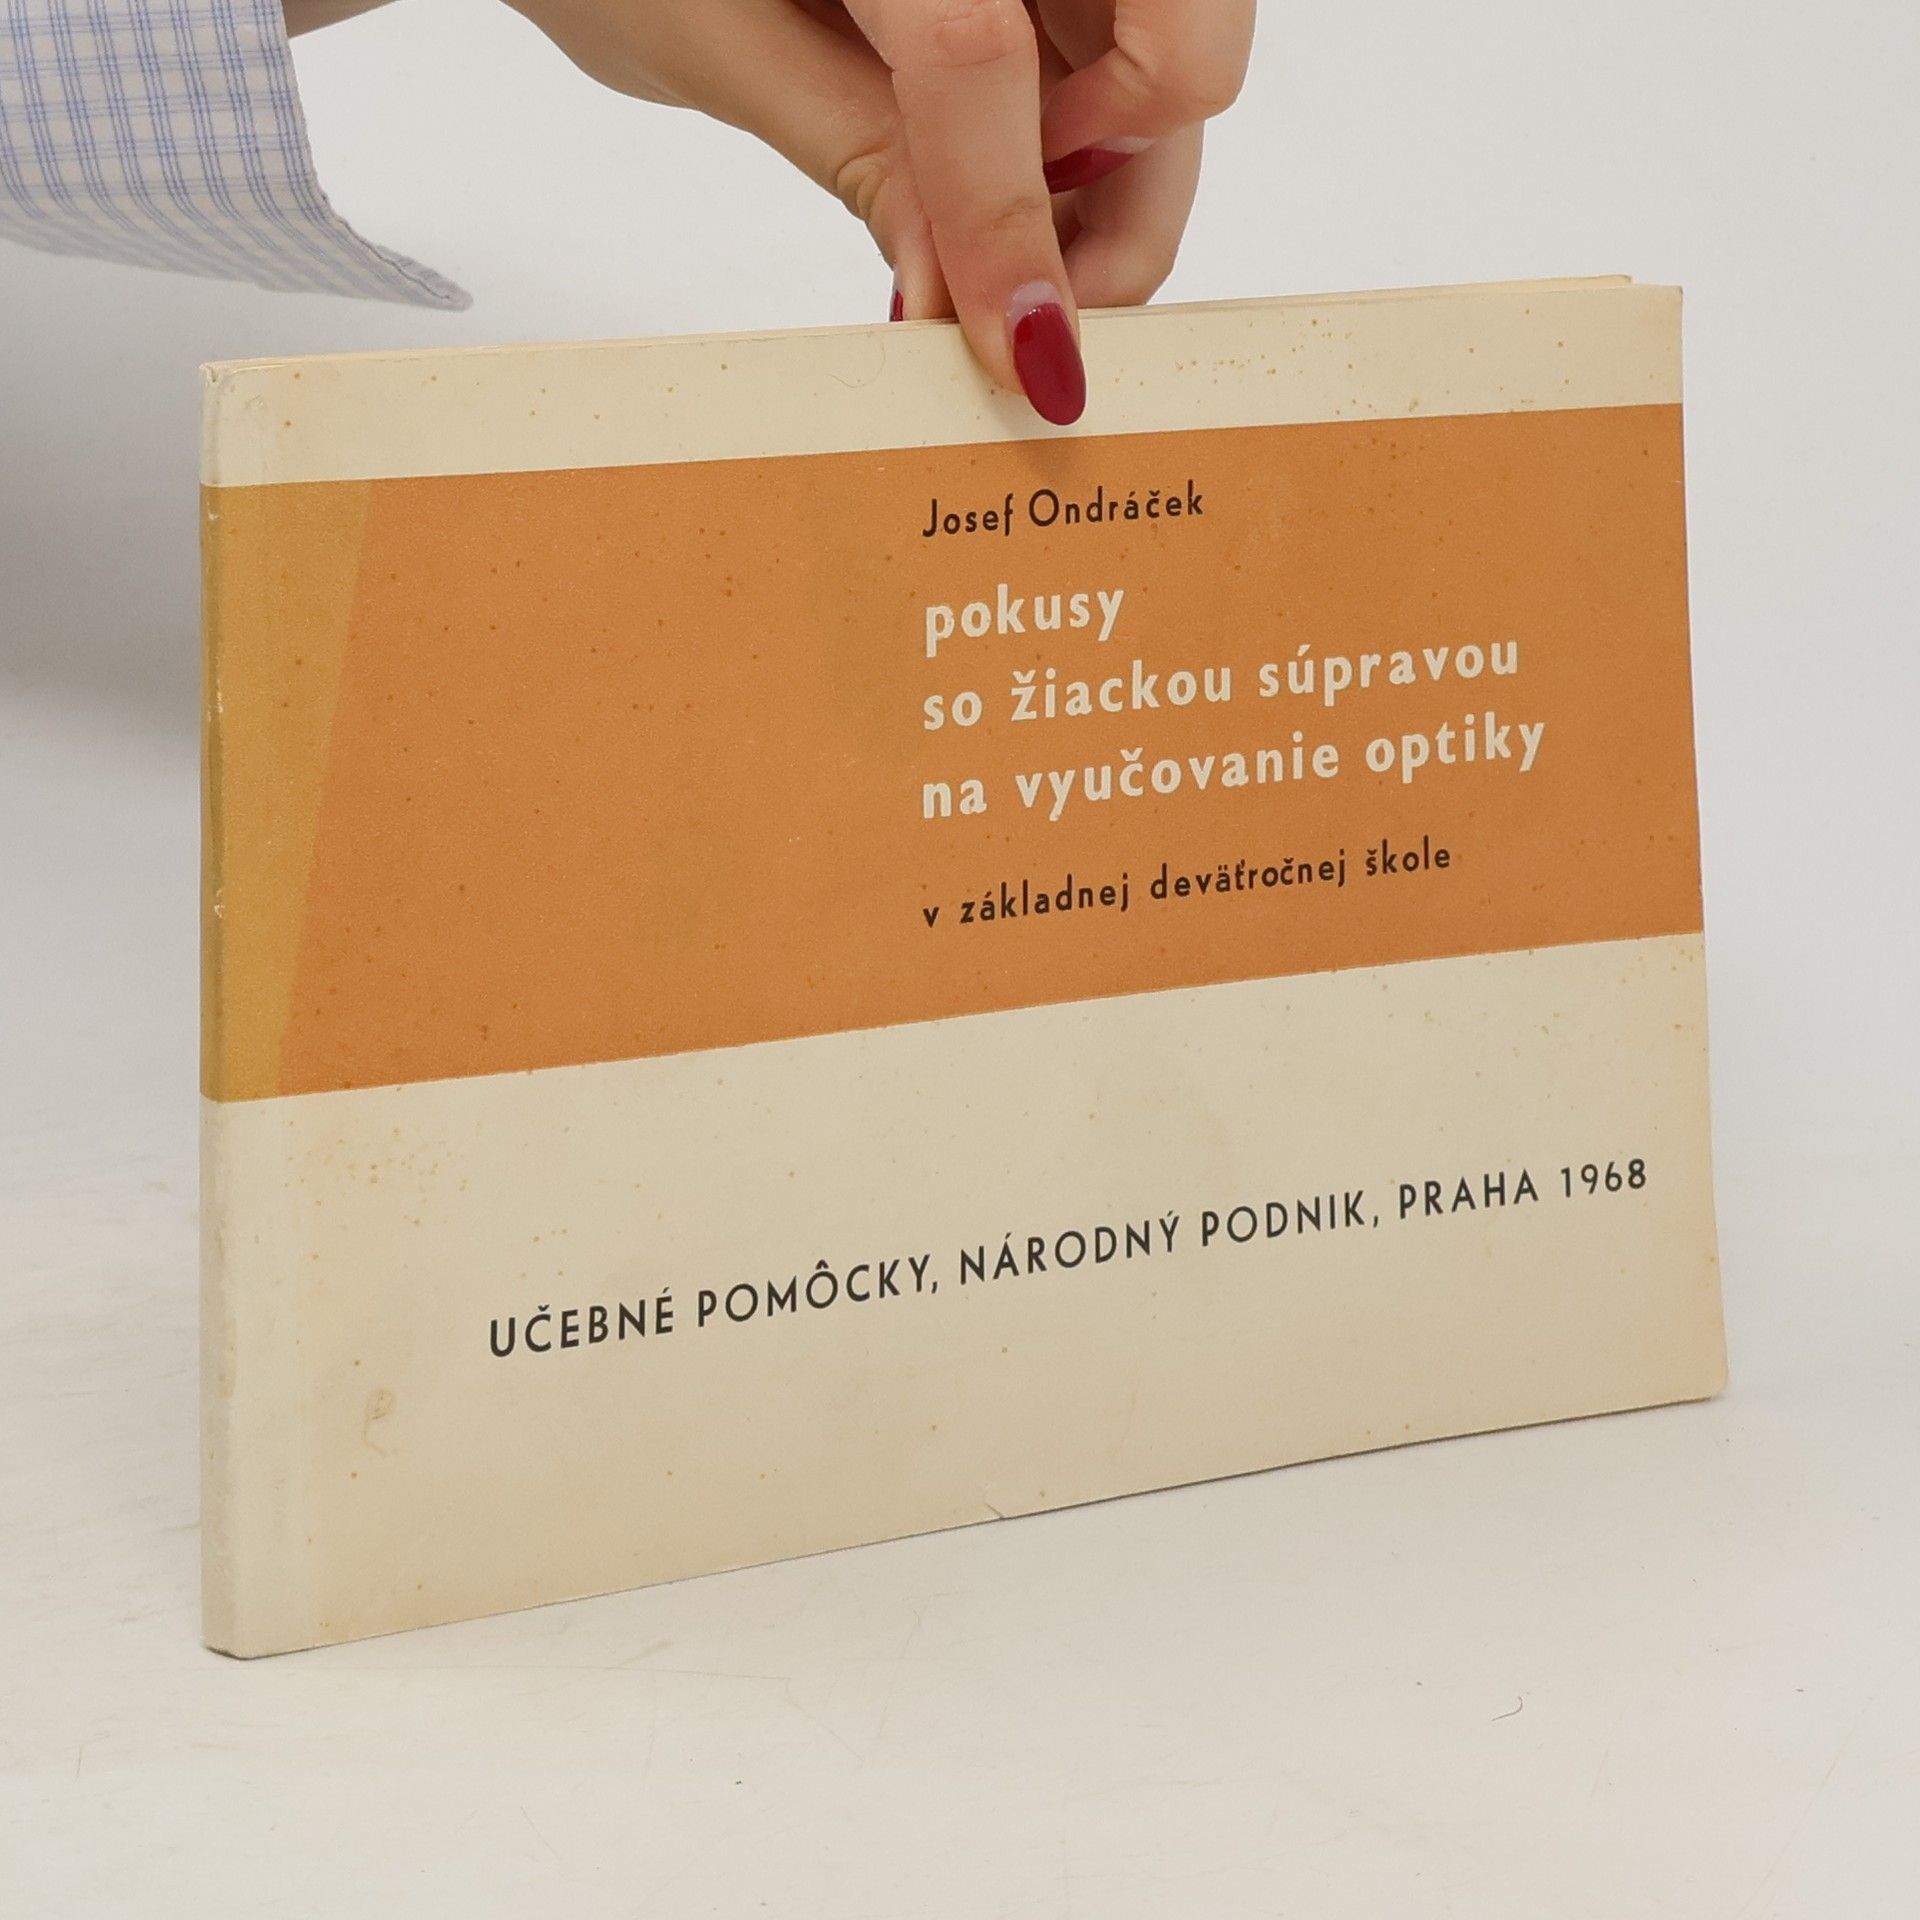 Josef Ondráček
pokusy
so žiackou súpravou
na vyučovanie optiky
v základnej deväťročnej škole
UČEBNÉ POMÔCKY, NÁRODNÝ PODNIK, PRAHA 1968